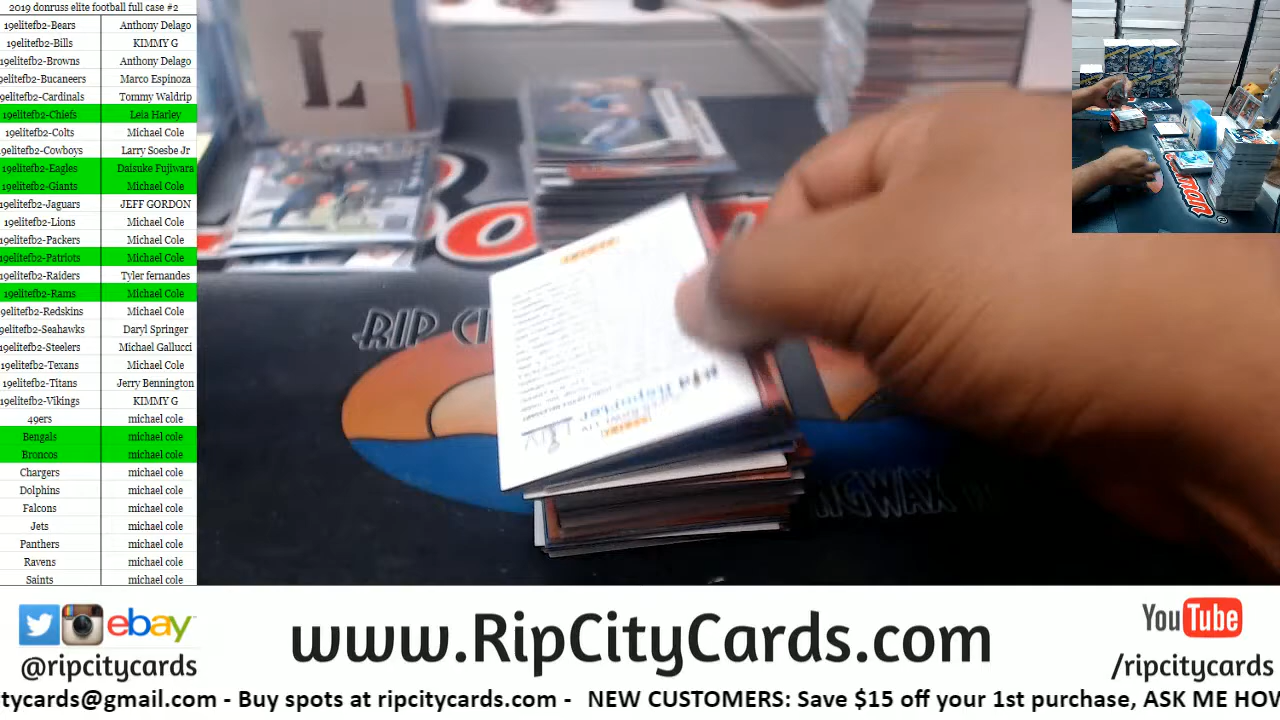 2019 donruss elite football full case #2
19elitefb2-Bears Anthony Delago
19elitefb2-Bills KIMMY G
19elitefb2-Browns Anthony Delago
9elitefb2-Bucaneers Marco Espinoza
9elitefb2-Cardinals Tommy Waldrip
19elitefb2-Chiefs Leia Harley
19elitefb2-Colts Michael Cole
19elitefb2-Cowboys Larry Soesbe Jr
19elitefb2-Eagles Daisuke Fujiwara
19elitefb2-Giants Michael Cole
19elitefb2-Jaguars JEFF GORDON
19elitefb2-Lions Michael Cole
19elitefb2-Packers Michael Cole
19elitefb2-Patriots Michael Cole
19elitefb2-Raiders Tyler fernandes
19elitefb2-Rams Michael Cole
9elitefb2-Redskins Michael Cole
9elitefb2-Seahawks Daryl Springer
9elitefb2-Steelers Michael Gallucci
19elitefb2-Texans Michael Cole
19elitefb2-Titans Jerry Bennington
19elitefb2-Vikings KIMMY G
49ers michael cole
Bengals michael cole
Broncos michael cole
Chargers michael cole
Dolphins michael cole
Falcons michael cole
Jets michael cole
Panthers michael cole
Ravens michael cole
Saints michael cole
L
RIP CI
IGWAX
ebay
@ripcitycards
www.RipCityCards.com
YouTube
/ripcitycards
tycards@gmail.com - Buy spots at ripcitycards.com - NEW CUSTOMERS: Save $15 off your 1st purchase, ASK ME HOW